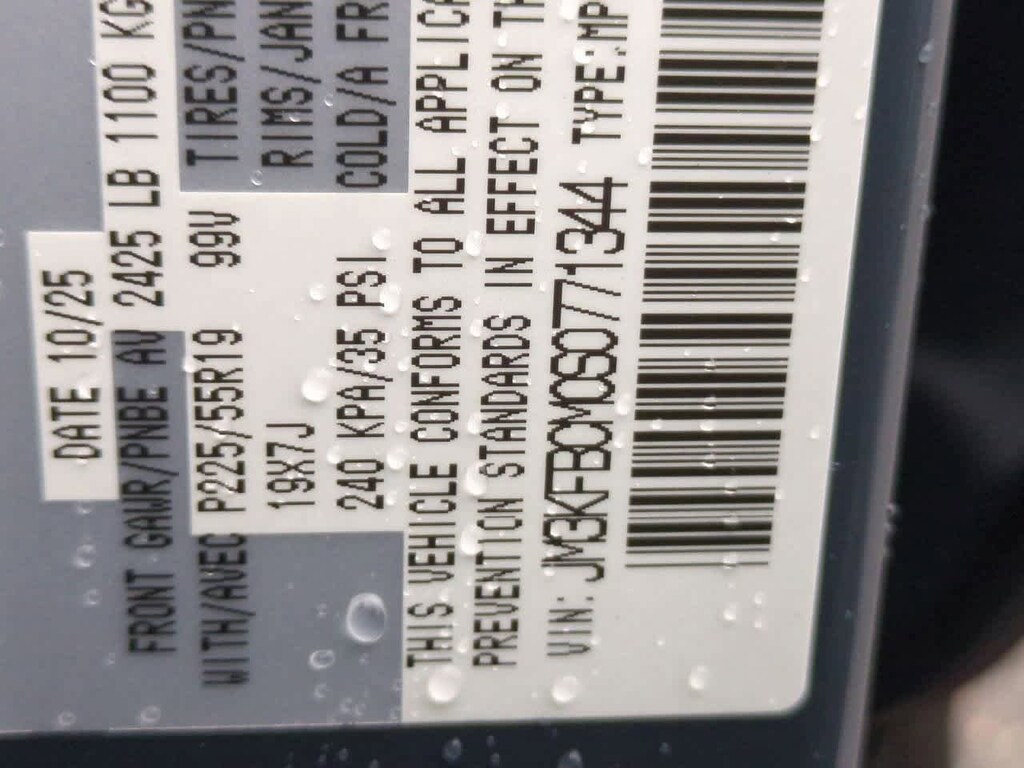 DATE 10/25
FRONT GAWR/PNBE AV 2425 LB 1100 KG
WITH/AVEC P225/55R19 99V TIRES/PN
19X7J RIMS/JAN
240 KPA/35 PSI COLD/A FR
THIS VEHICLE CONFORMS TO ALL APPLICA
PREVENTION STANDARDS IN EFFECT ON TH
VIN: JM3KFBCM0S0771344 TYPE:MP